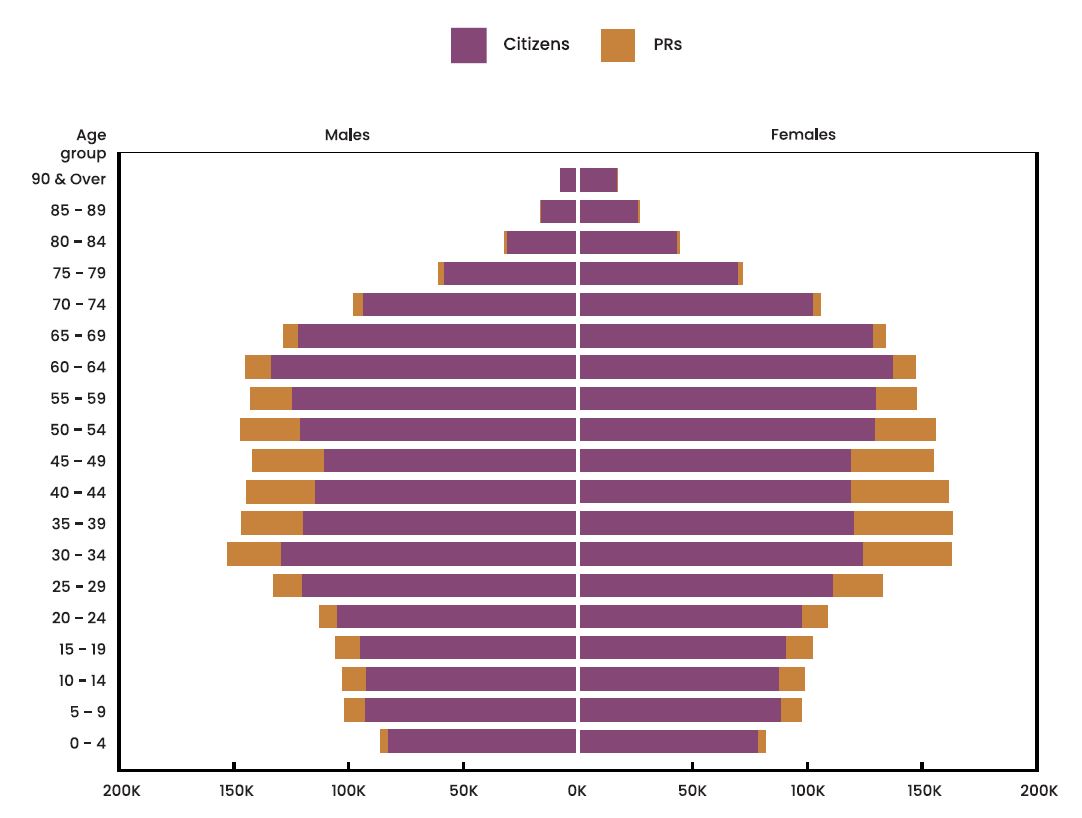 Citizens PRs
Age
group
Males Females
90 & Over
85 – 89
80 – 84
75 – 79
70 – 74
65 – 69
60 – 64
55 – 59
50 – 54
45 – 49
40 – 44
35 – 39
30 – 34
25 – 29
20 – 24
15 – 19
10 – 14
5 – 9
0 – 4
200K 150K 100K 50K 0K 50K 100K 150K 200K